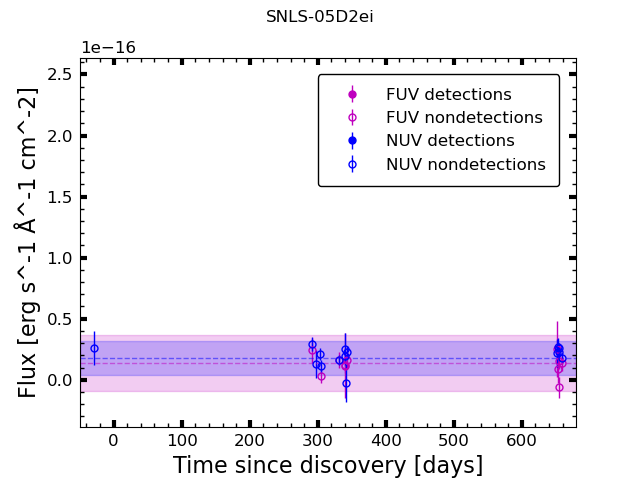 SNLS-05D2ei
1e−16
FUV detections
FUV nondetections
NUV detections
NUV nondetections
2.5
2.0
1.5
1.0
0.5
0.0
Flux [erg s^-1 Å^-1 cm^-2]
0 100 200 300 400 500 600
Time since discovery [days]